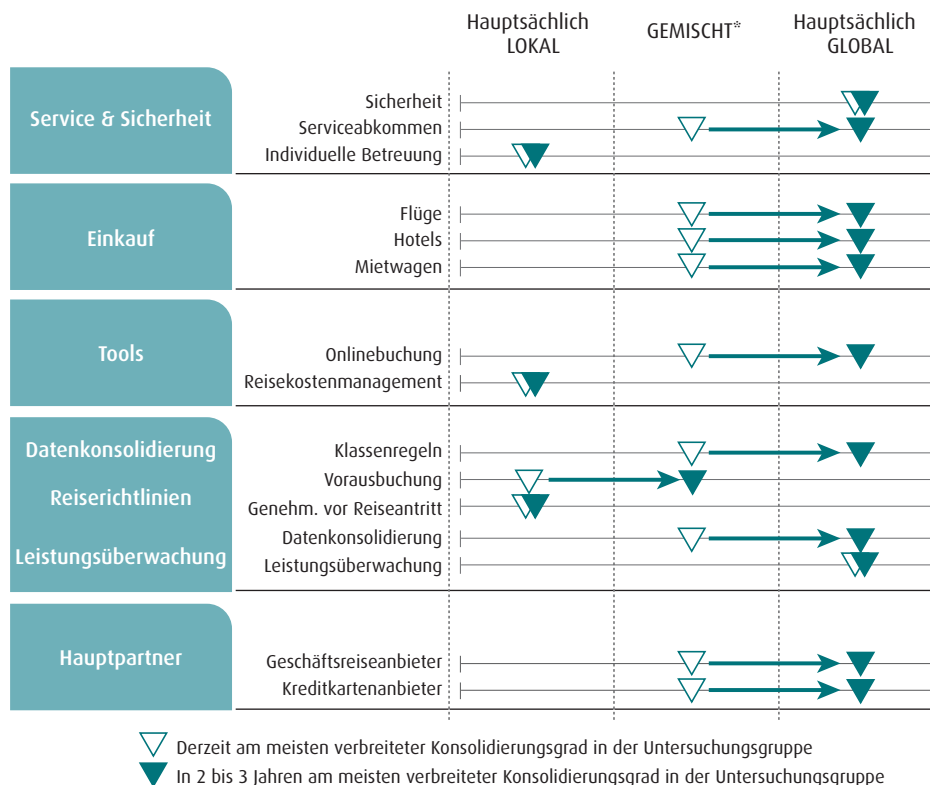 Hauptsächlich
LOKAL
GEMISCHT*
Hauptsächlich
GLOBAL
Service & Sicherheit
Sicherheit
Serviceabkommen
Individuelle Betreuung
Einkauf
Flüge
Hotels
Mietwagen
Tools
Onlinebuchung
Reisekostenmanagement
Datenkonsolidierung
Reiserichtlinien
Leistungsüberwachung
Klassenregeln
Vorausbuchung
Genehm. vor Reiseantritt
Datenkonsolidierung
Leistungsüberwachung
Hauptpartner
Geschäftsreiseanbieter
Kreditkartenanbieter
Derzeit am meisten verbreiteter Konsolidierungsgrad in der Untersuchungsgruppe
In 2 bis 3 Jahren am meisten verbreiteter Konsolidierungsgrad in der Untersuchungsgruppe